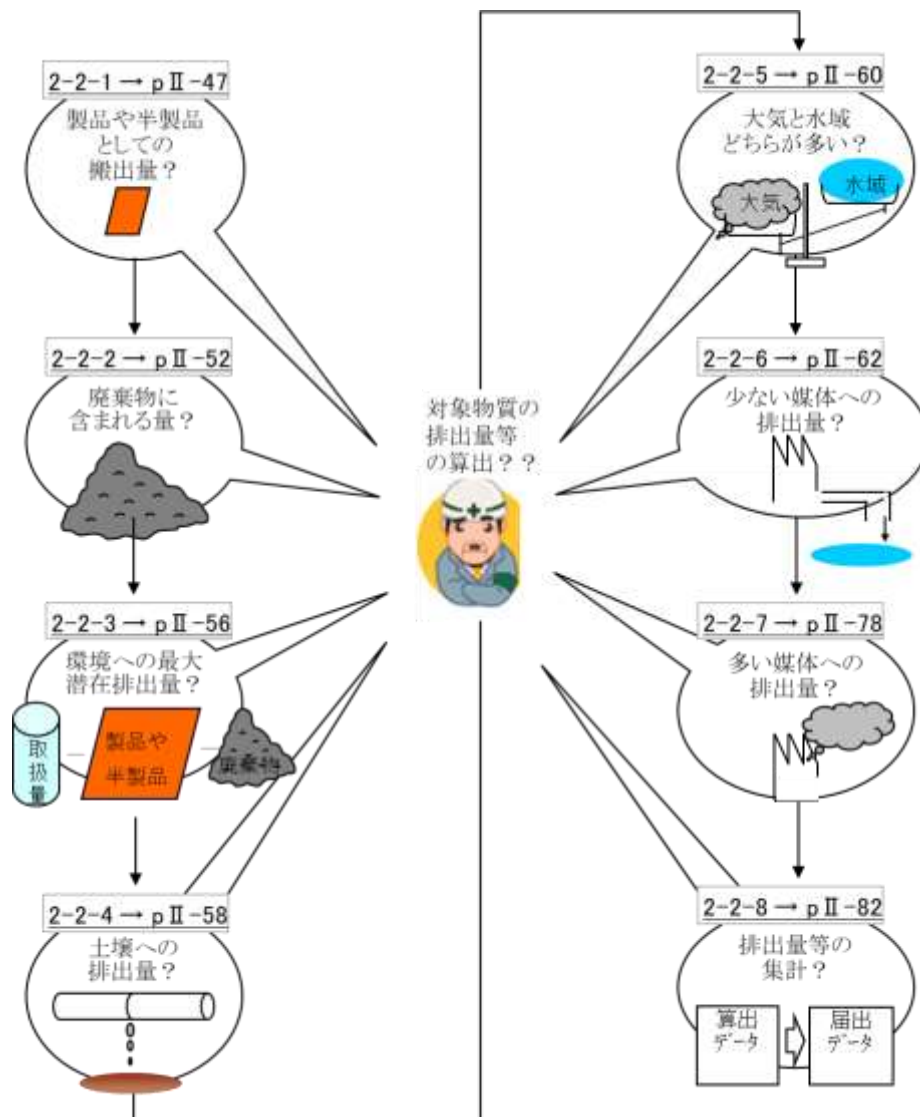 2-2-1 → pⅡ-47
製品や半製品
としての
搬出量？
2-2-2 → pⅡ-52
廃棄物に
含まれる量？
2-2-3 → pⅡ-56
環境への最大
潜在排出量？
取
扱
量
製品や
半製品
廃棄物
2-2-4 → pⅡ-58
土壌への
排出量？
対象物質の
排出量等
の算出？？
2-2-5 → pⅡ-60
大気と水域
どちらが多い？
大気
水域
2-2-6 → pⅡ-62
少ない媒体への
排出量？
2-2-7 → pⅡ-78
多い媒体への
排出量？
2-2-8 → pⅡ-82
排出量等の
集計？
算出
データ
届出
データ